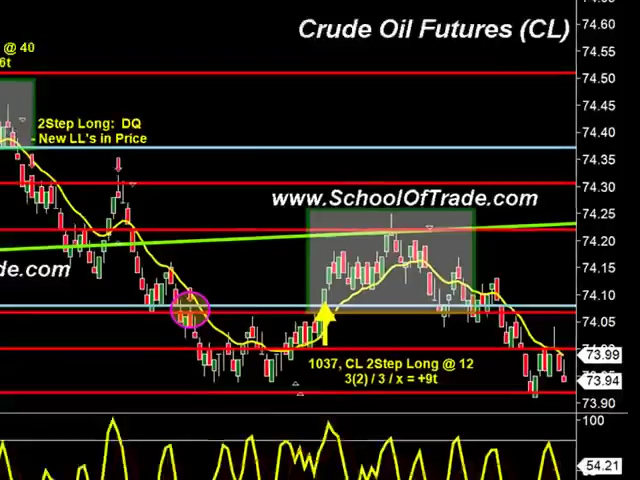 74.60
Crude Oil Futures (CL)
@ 40
6t
74.55
74.50
74.45
2Step Long: DQ
- New LL's in Price
74.40
74.35
74.30
www.SchoolOfTrade.com
74.25
74.20
de.com
74.15
74.10
74.05
73.99
1037, CL 2Step Long @ 12
3(2) / 3 / x = +9t
73.94
73.90
100
54.21